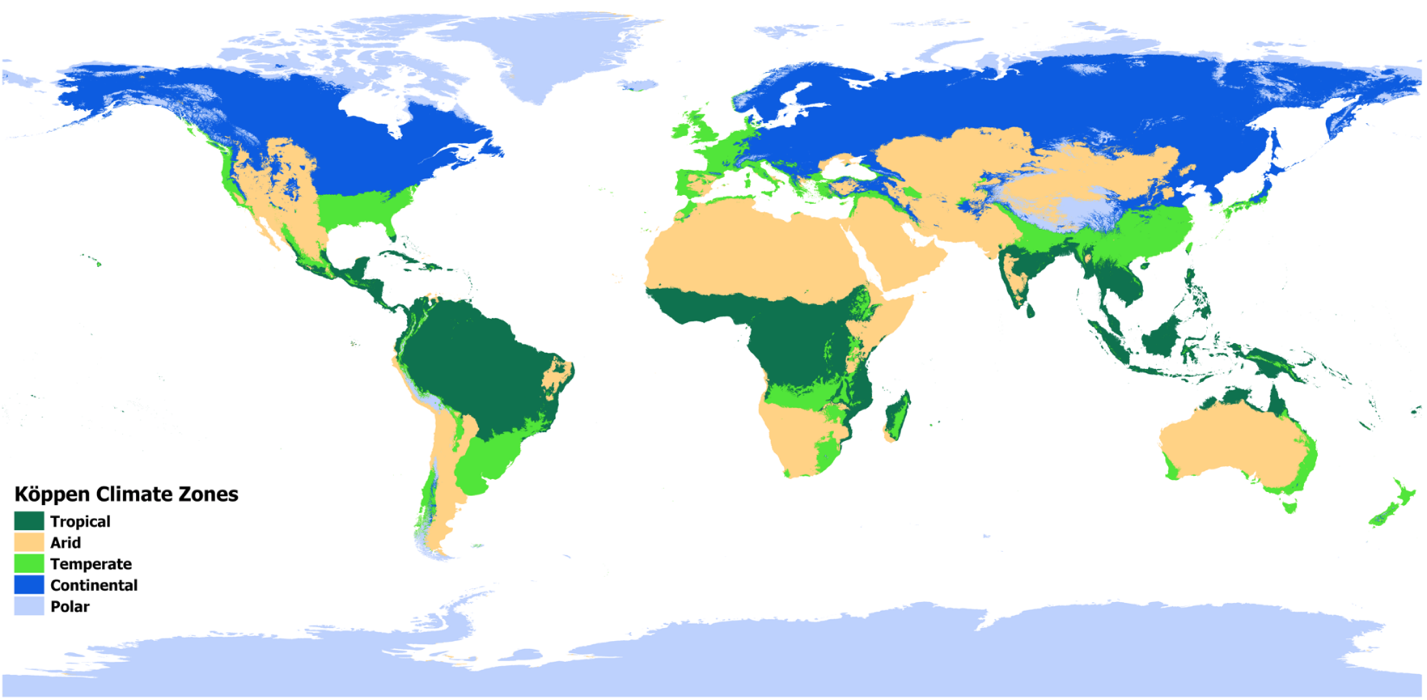 Köppen Climate Zones
Tropical
Arid
Temperate
Continental
Polar